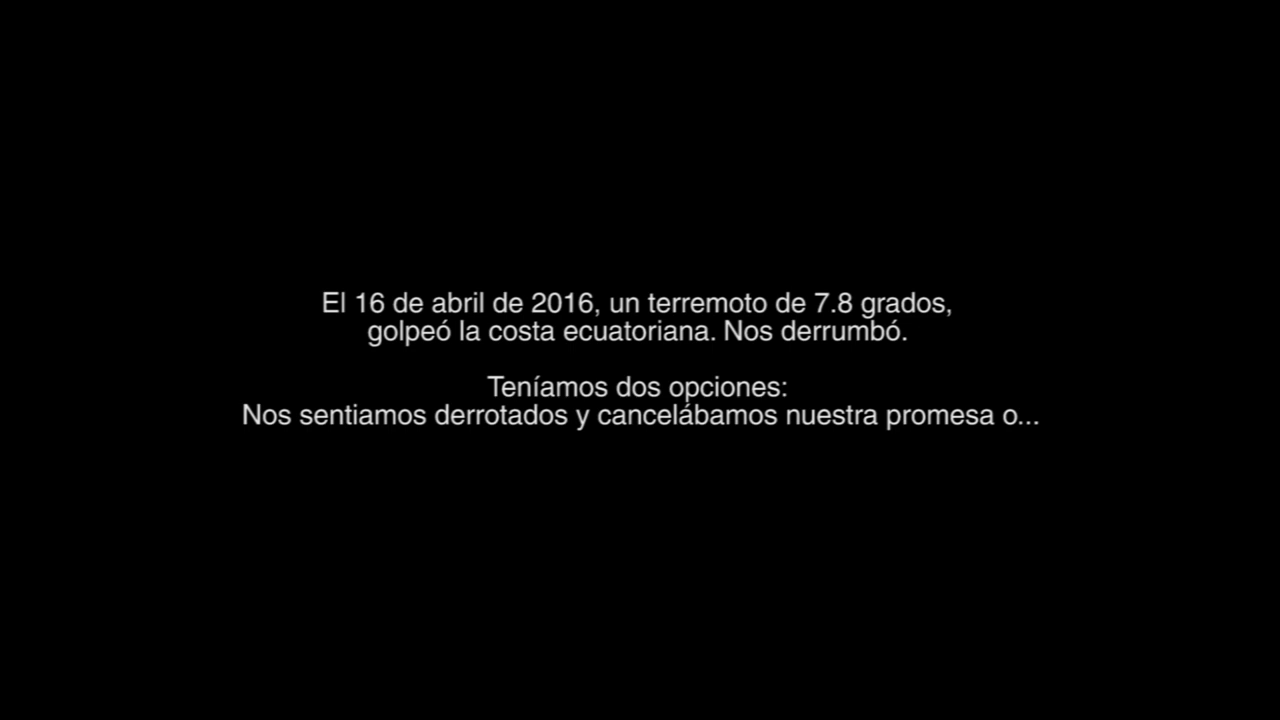 El 16 de abril de 2016, un terremoto de 7.8 grados,
golpeó la costa ecuatoriana. Nos derrumbó.
Teníamos dos opciones:
Nos sentiamos derrotados y cancelábamos nuestra promesa o...